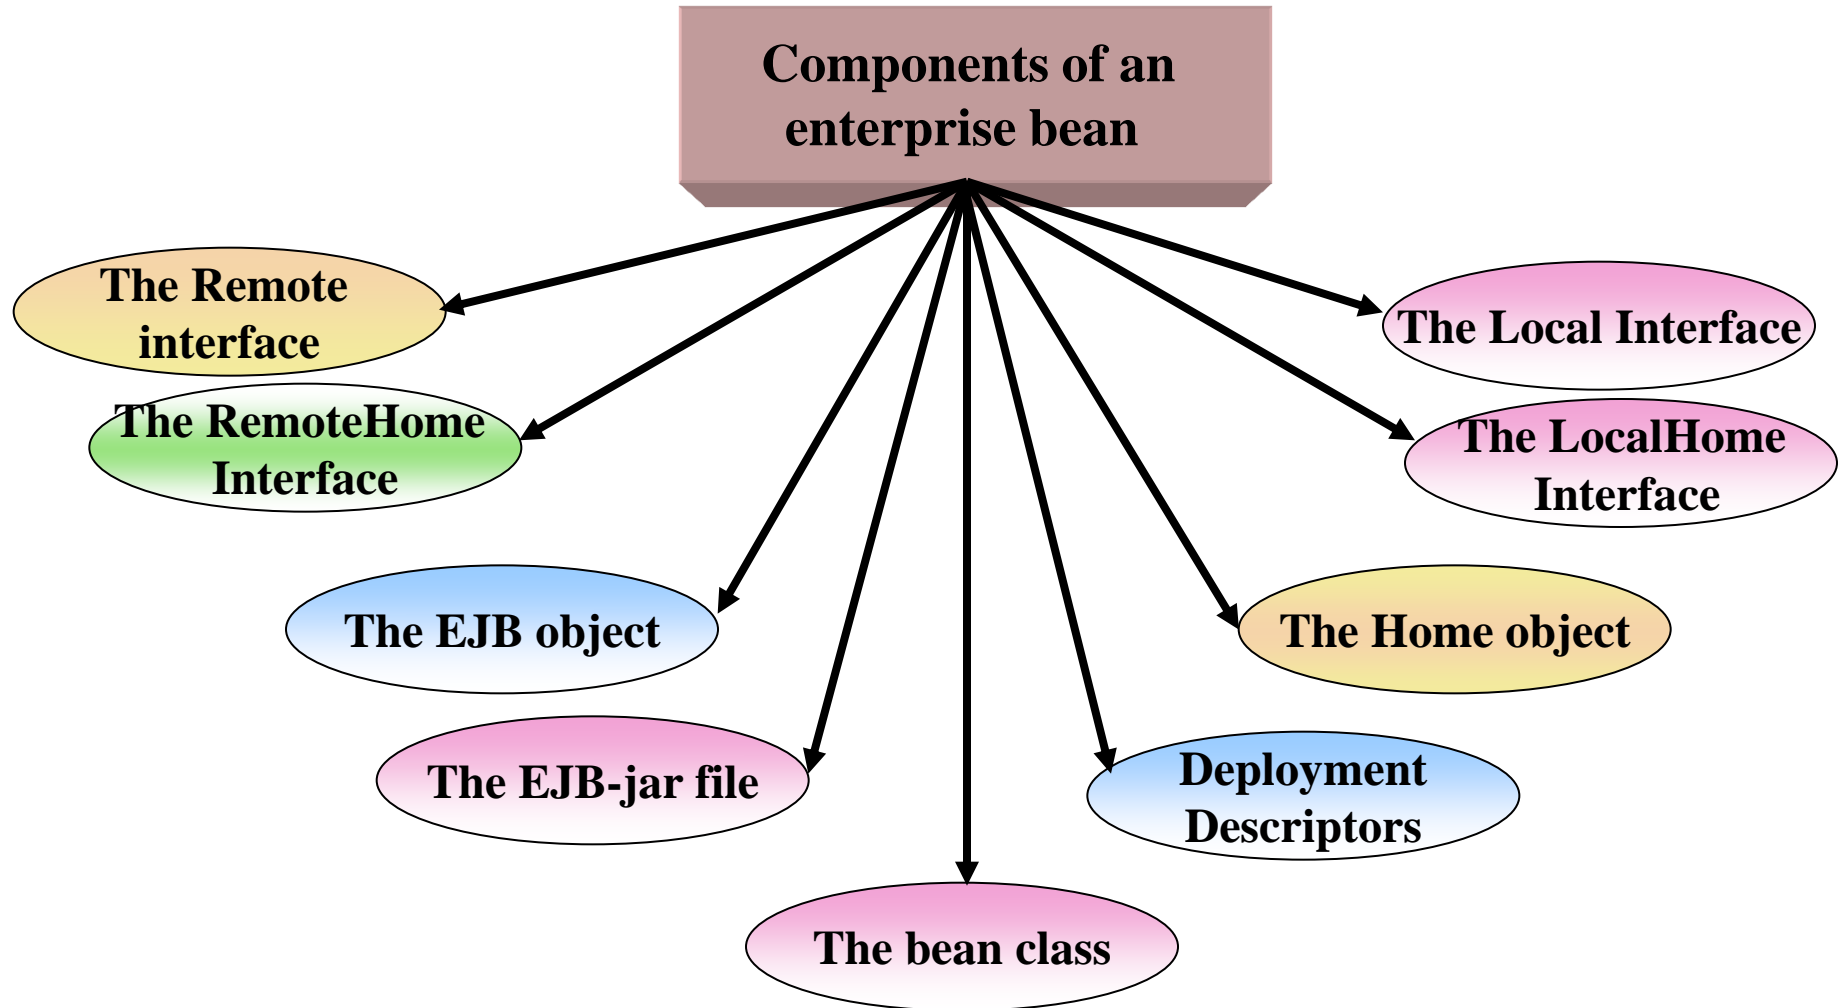 Components of an
enterprise bean
The Remote
interface
The Local Interface
The RemoteHome
Interface
The LocalHome
Interface
The EJB object
The Home object
The EJB-jar file
Deployment
Descriptors
The bean class